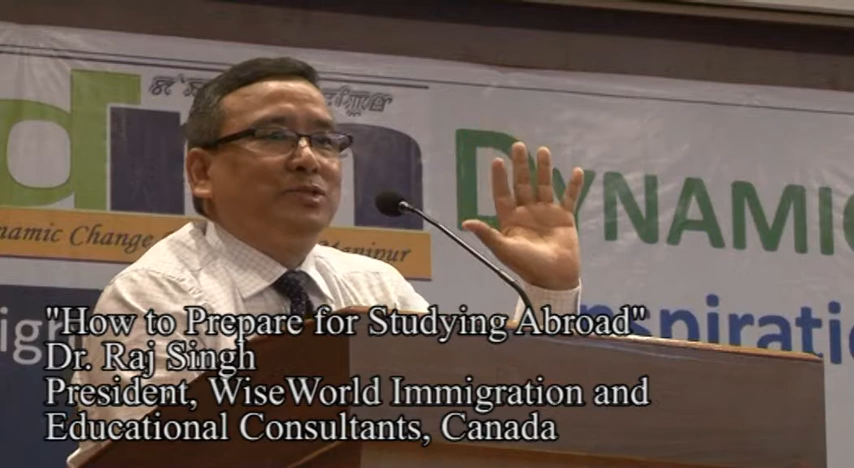 d m
DYNAMIC
namic Change
Manipur
nspirati
"How to Prepare for Studying Abroad"
Dr. Raj Singh
President, WiseWorld Immigration and
Educational Consultants, Canada